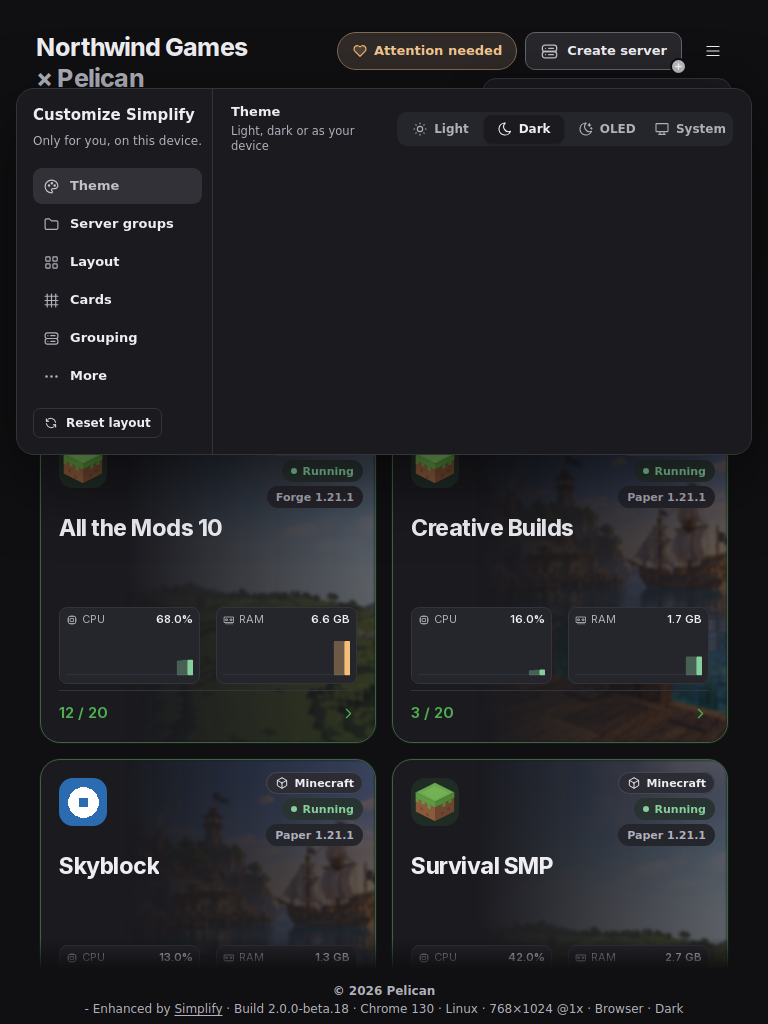 Northwind Games
× Pelican
Attention needed
Create server
Customize Simplify
Only for you, on this device.
Theme
Server groups
Layout
Cards
Grouping
More
Reset layout
Theme
Light, dark or as your
device
Light
Dark
OLED
System
Running
Forge 1.21.1
All the Mods 10
CPU 68.0%
RAM 6.6 GB
12 / 20
Running
Paper 1.21.1
Creative Builds
CPU 16.0%
RAM 1.7 GB
3 / 20
Minecraft
Running
Paper 1.21.1
Skyblock
CPU 13.0%
RAM 1.3 GB
Minecraft
Running
Paper 1.21.1
Survival SMP
CPU 42.0%
RAM 2.7 GB
© 2026 Pelican
- Enhanced by Simplify · Build 2.0.0-beta.18 · Chrome 130 · Linux · 768×1024 @1x · Browser · Dark